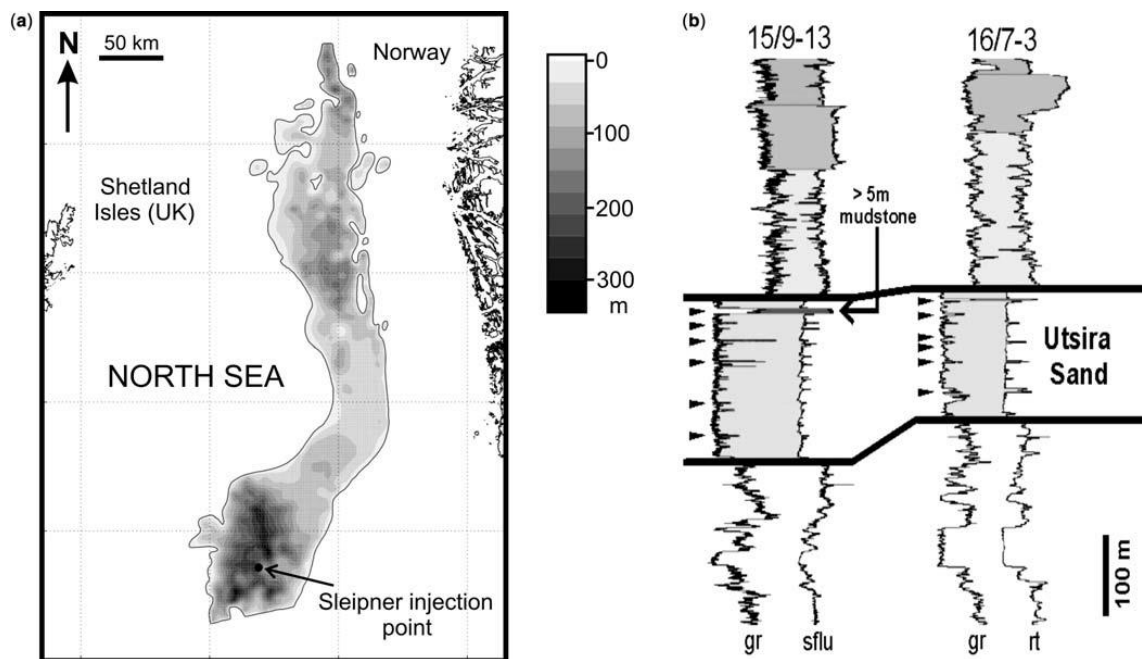 (a)
N
50 km
Norway
Shetland
Isles (UK)
NORTH SEA
Sleipner injection
point
0
100
200
300
m
(b)
15/9-13
16/7-3
> 5m
mudstone
Utsira
Sand
100 m
gr
sflu
gr
rt